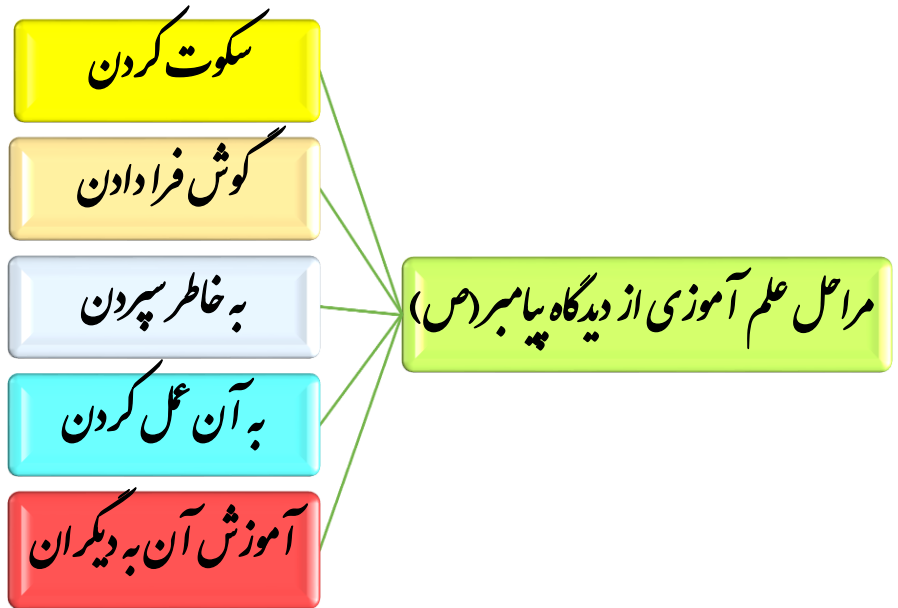 مراحل علم آموزی از دیدگاه پیامبر(ص)
سکوت کردن
گوش فرا دادن
به خاطر سپردن
به آن عمل کردن
آموزش آن به دیگران